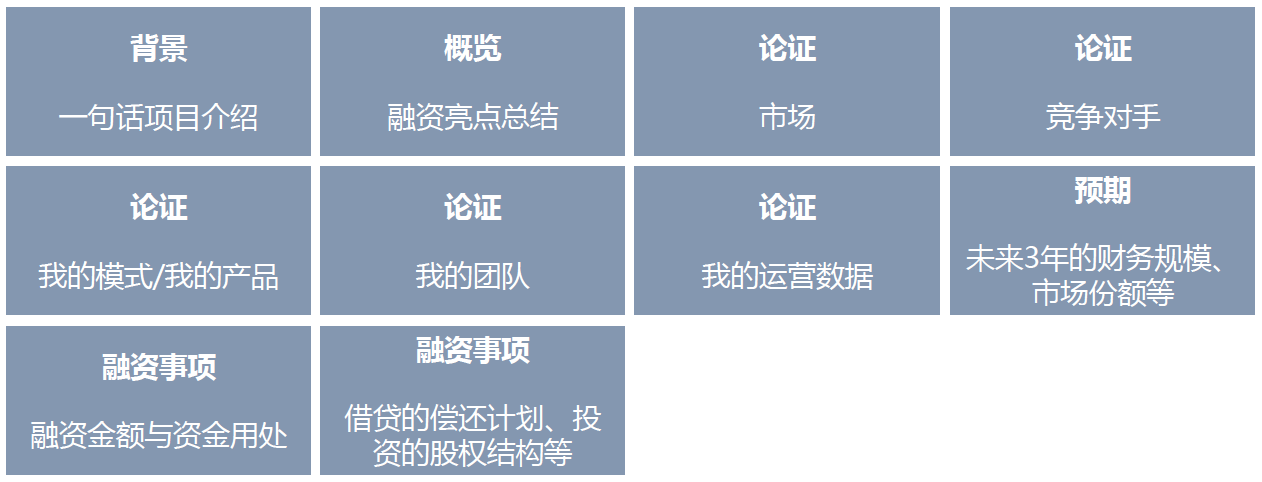 背景
一句话项目介绍
概览
融资亮点总结
论证
市场
论证
竞争对手
论证
我的模式/我的产品
论证
我的团队
论证
我的运营数据
预期
未来3年的财务规模、
市场份额等
融资事项
融资金额与资金用处
融资事项
借贷的偿还计划、投
资的股权结构等